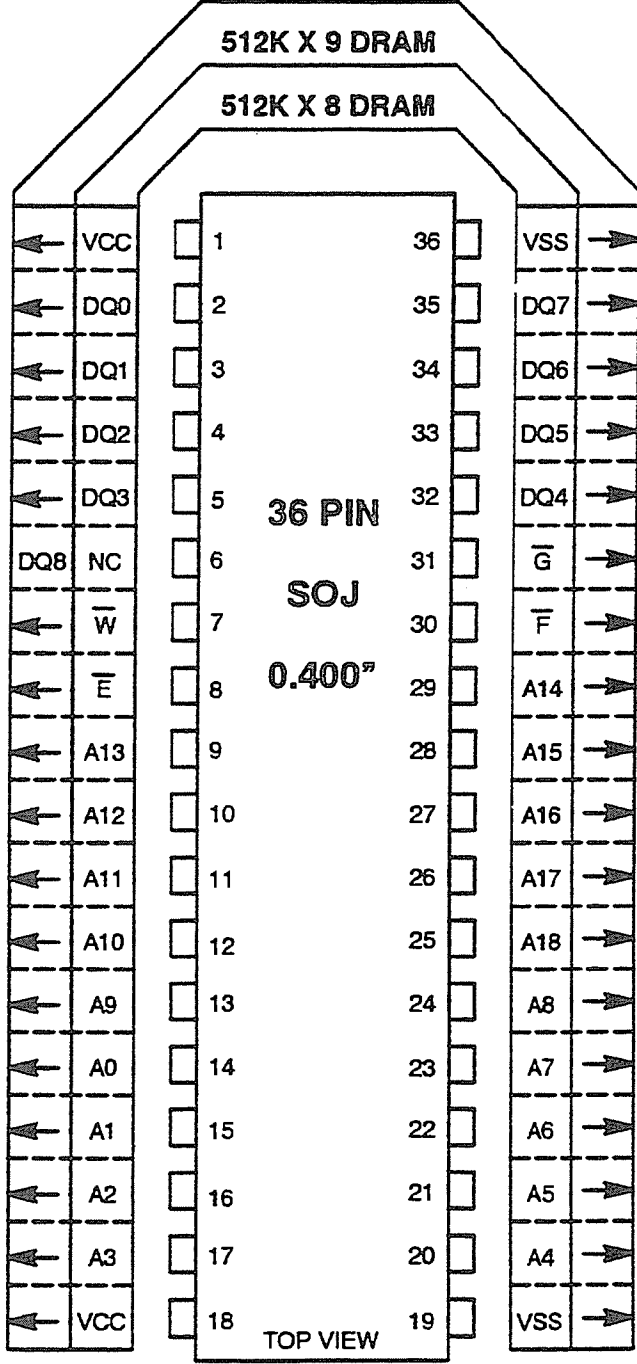 512K X 9 DRAM
512K X 8 DRAM
VCC 1 36 VSS
DQ0 2 35 DQ7
DQ1 3 34 DQ6
DQ2 4 33 DQ5
DQ3 5 32 DQ4
36 PIN
DQ8 NC 6 31 G̅
SOJ
W̅ 7 30 F̅
0.400"
E̅ 8 29 A14
A13 9 28 A15
A12 10 27 A16
A11 11 26 A17
A10 12 25 A18
A9 13 24 A8
A0 14 23 A7
A1 15 22 A6
A2 16 21 A5
A3 17 20 A4
VCC 18 19 VSS
TOP VIEW